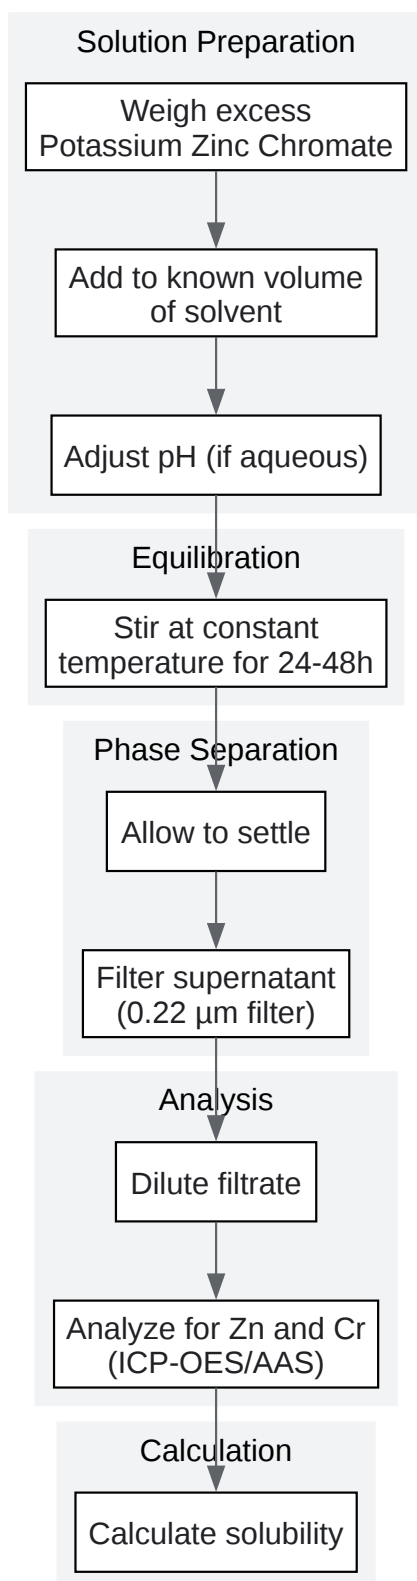 Solution Preparation
Weigh excess
Potassium Zinc Chromate
Add to known volume
of solvent
Adjust pH (if aqueous)
Equilibration
Stir at constant
temperature for 24-48h
Phase Separation
Allow to settle
Filter supernatant
(0.22 µm filter)
Analysis
Dilute filtrate
Analyze for Zn and Cr
(ICP-OES/AAS)
Calculation
Calculate solubility